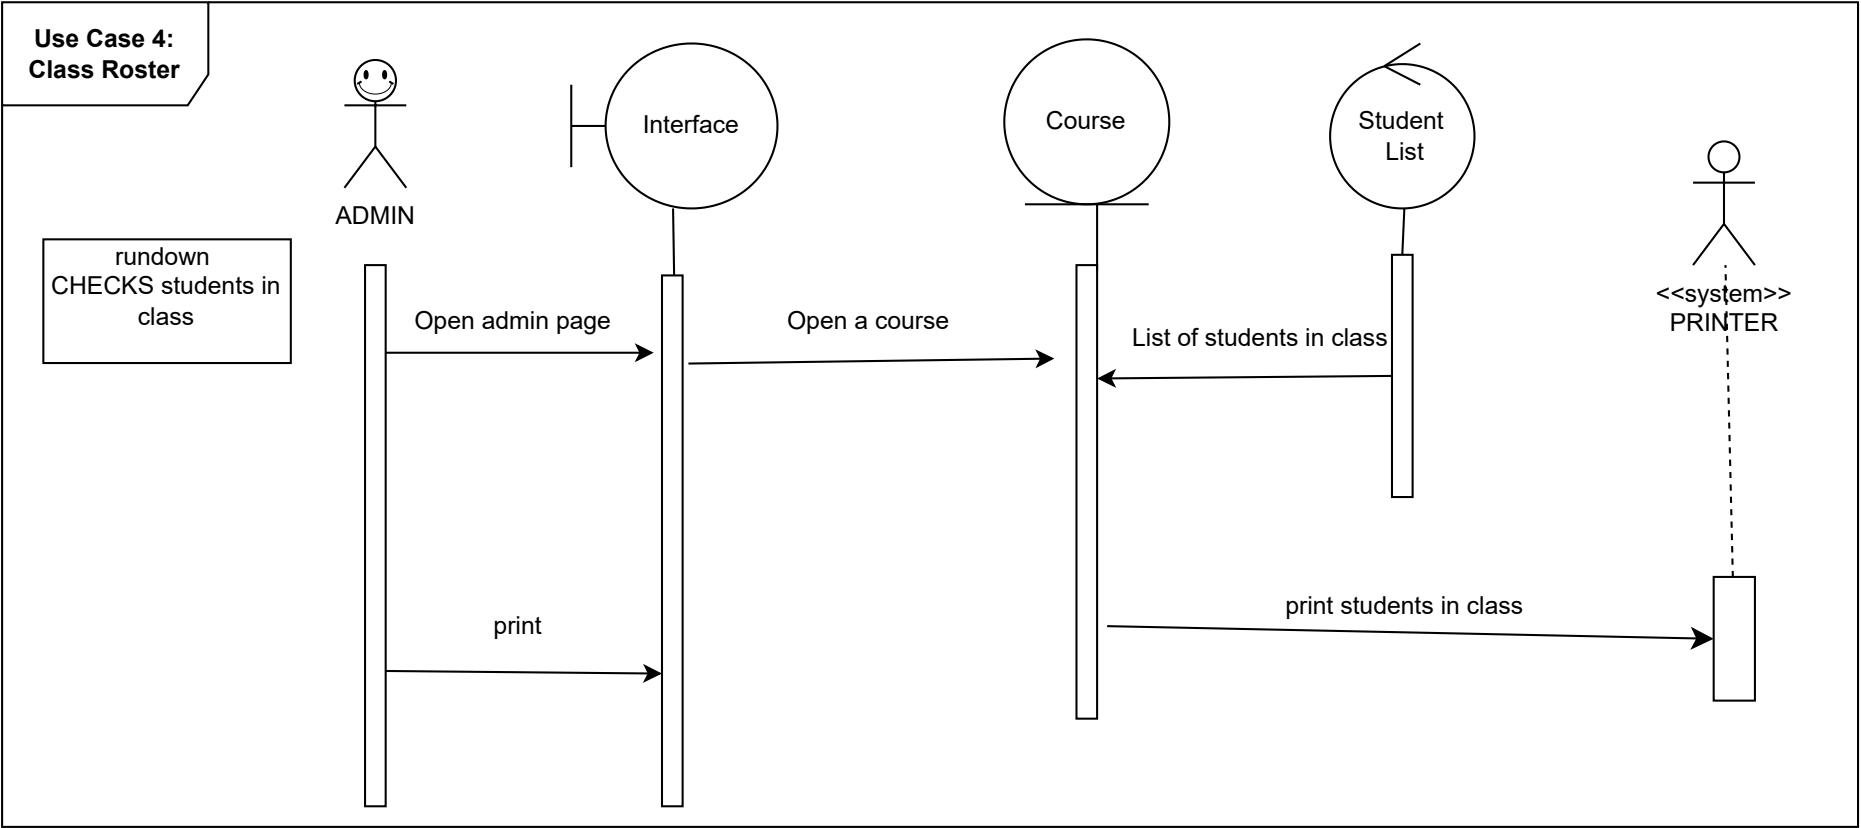 Use Case 4:
Class Roster
Interface
Course
Student
List
ADMIN
rundown
CHECKS students in
class
<<system>>
PRINTER
Open admin page
Open a course
List of students in class
print students in class
print